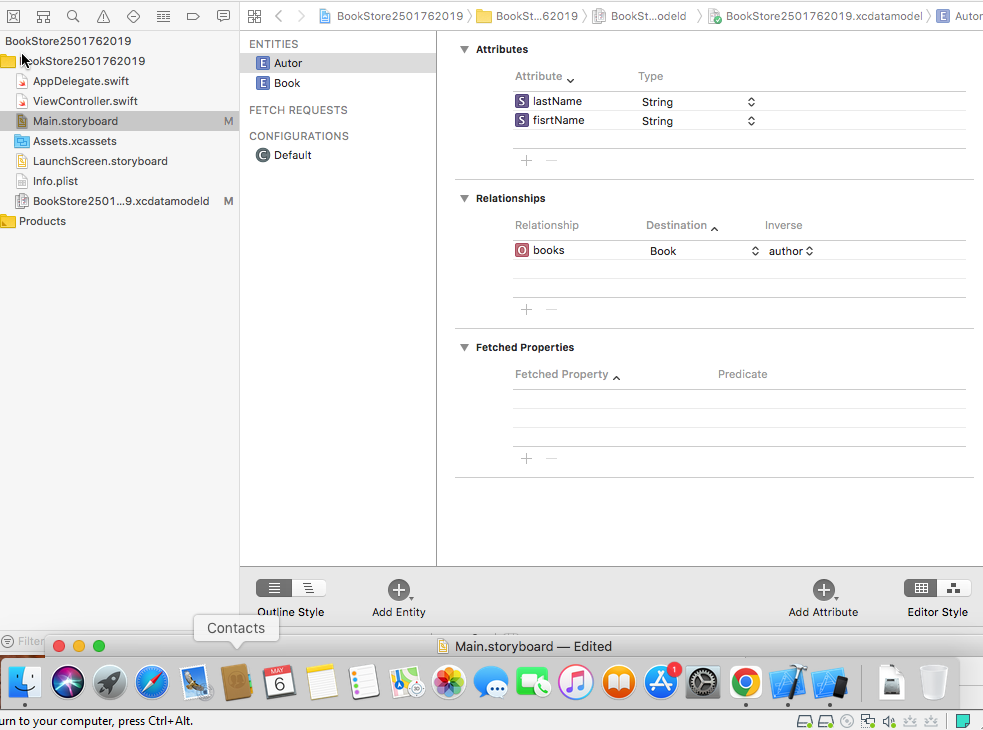 BookStore2501762019 BookSt...62019 BookSt...odeld BookStore2501762019.xcdatamodel E Autor
BookStore2501762019
BookStore2501762019
AppDelegate.swift
ViewController.swift
Main.storyboard M
Assets.xcassets
LaunchScreen.storyboard
Info.plist
BookStore2501...9.xcdatamodeld M
Products
ENTITIES
E Autor
E Book
FETCH REQUESTS
CONFIGURATIONS
C Default
Attributes
Attribute Type
S lastName String
S fisrtName String
Relationships
Relationship Destination Inverse
O books Book author
Fetched Properties
Fetched Property Predicate
Outline Style Add Entity Add Attribute Editor Style
Filter
Contacts
Main.storyboard — Edited
MAY
6
1
urn to your computer, press Ctrl+Alt.